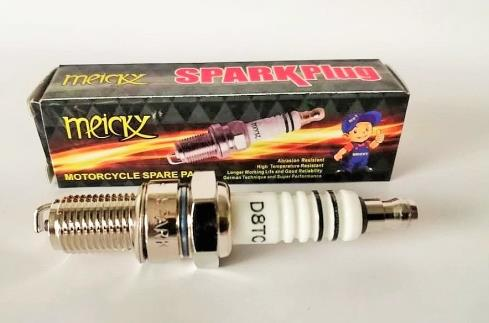 meicky
SPARKPlug
meicky
Abrasion Resistant
High Temperature Resistant
Longer Working Life and Good Reliability
German Technique and Super Performance
MOTORCYCLE SPARE PA
D8TC